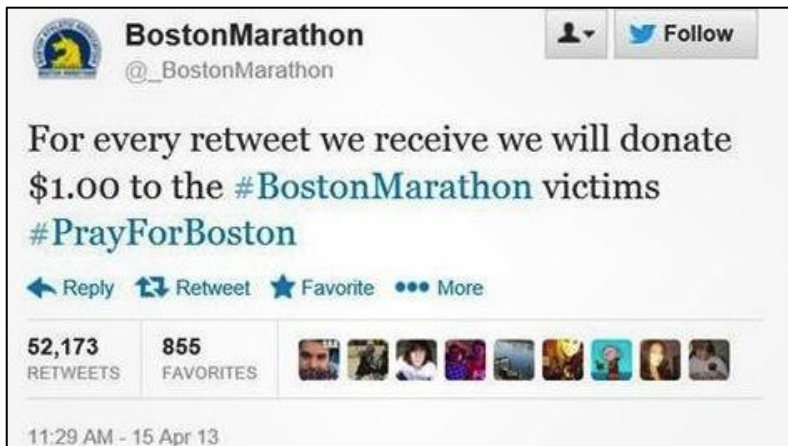 BostonMarathon
@_BostonMarathon
Follow
For every retweet we receive we will donate
$1.00 to the #BostonMarathon victims
#PrayForBoston
Reply Retweet Favorite ••• More
52,173 855
RETWEETS FAVORITES
11:29 AM - 15 Apr 13